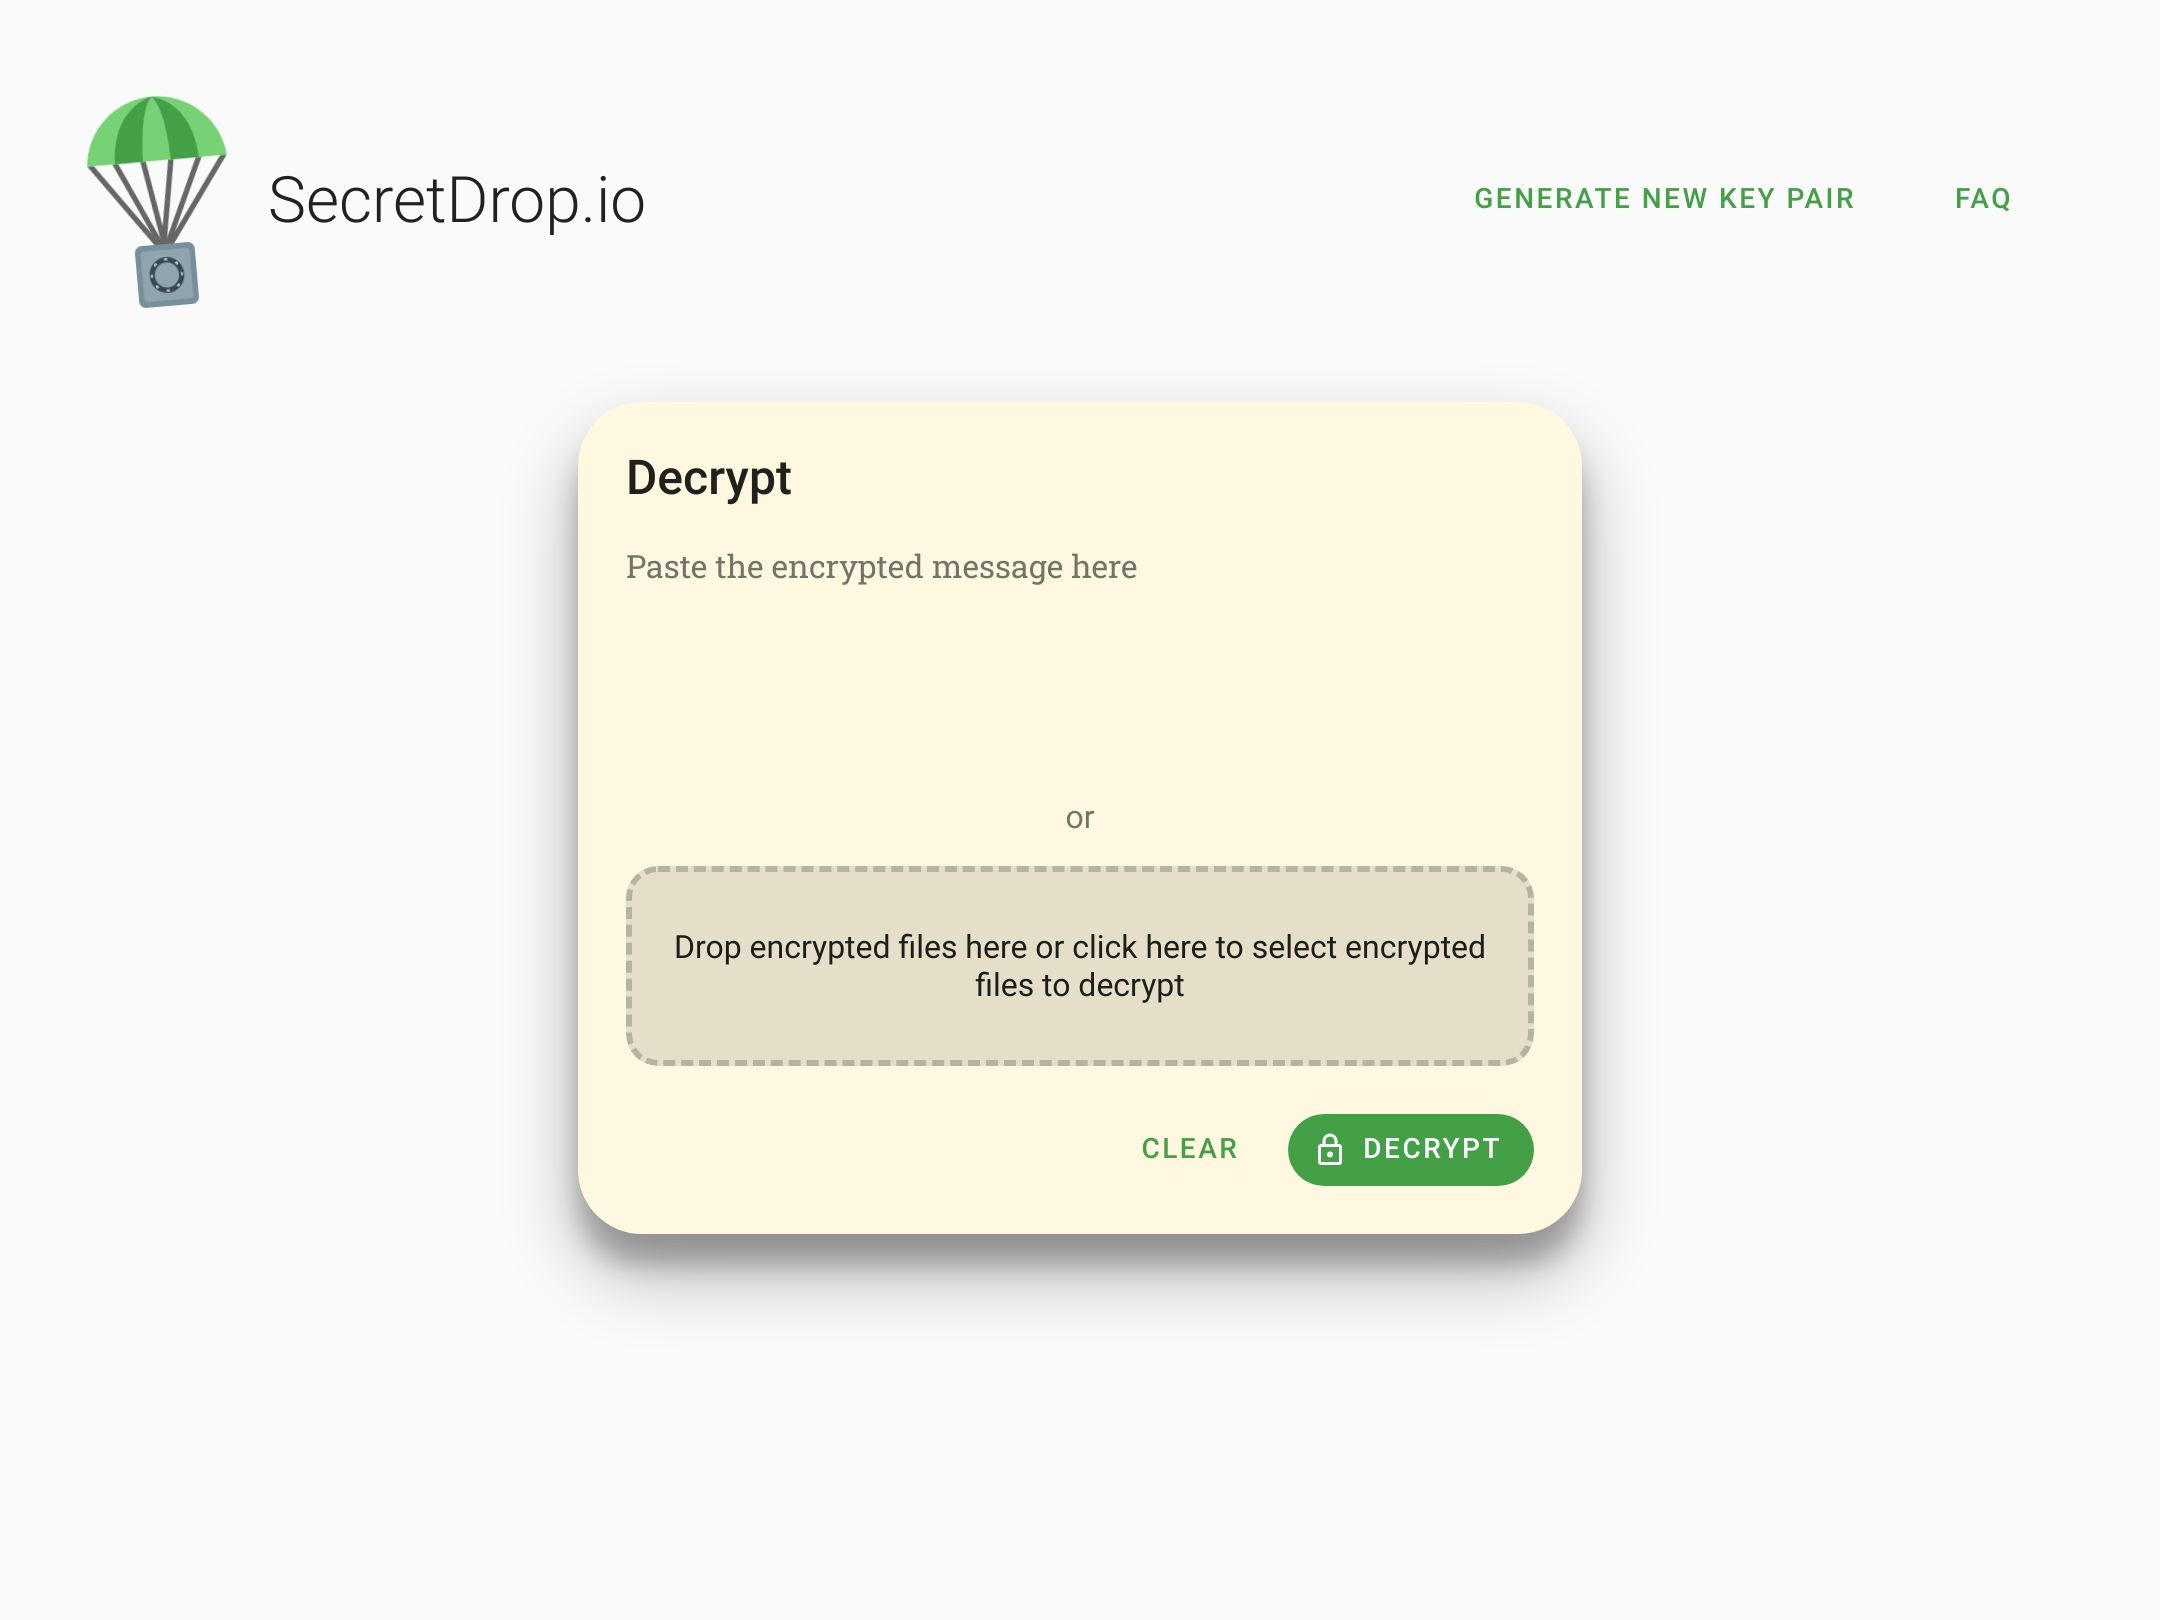 SecretDrop.io
GENERATE NEW KEY PAIR
FAQ
Decrypt
Paste the encrypted message here
or
Drop encrypted files here or click here to select encrypted
files to decrypt
CLEAR
DECRYPT